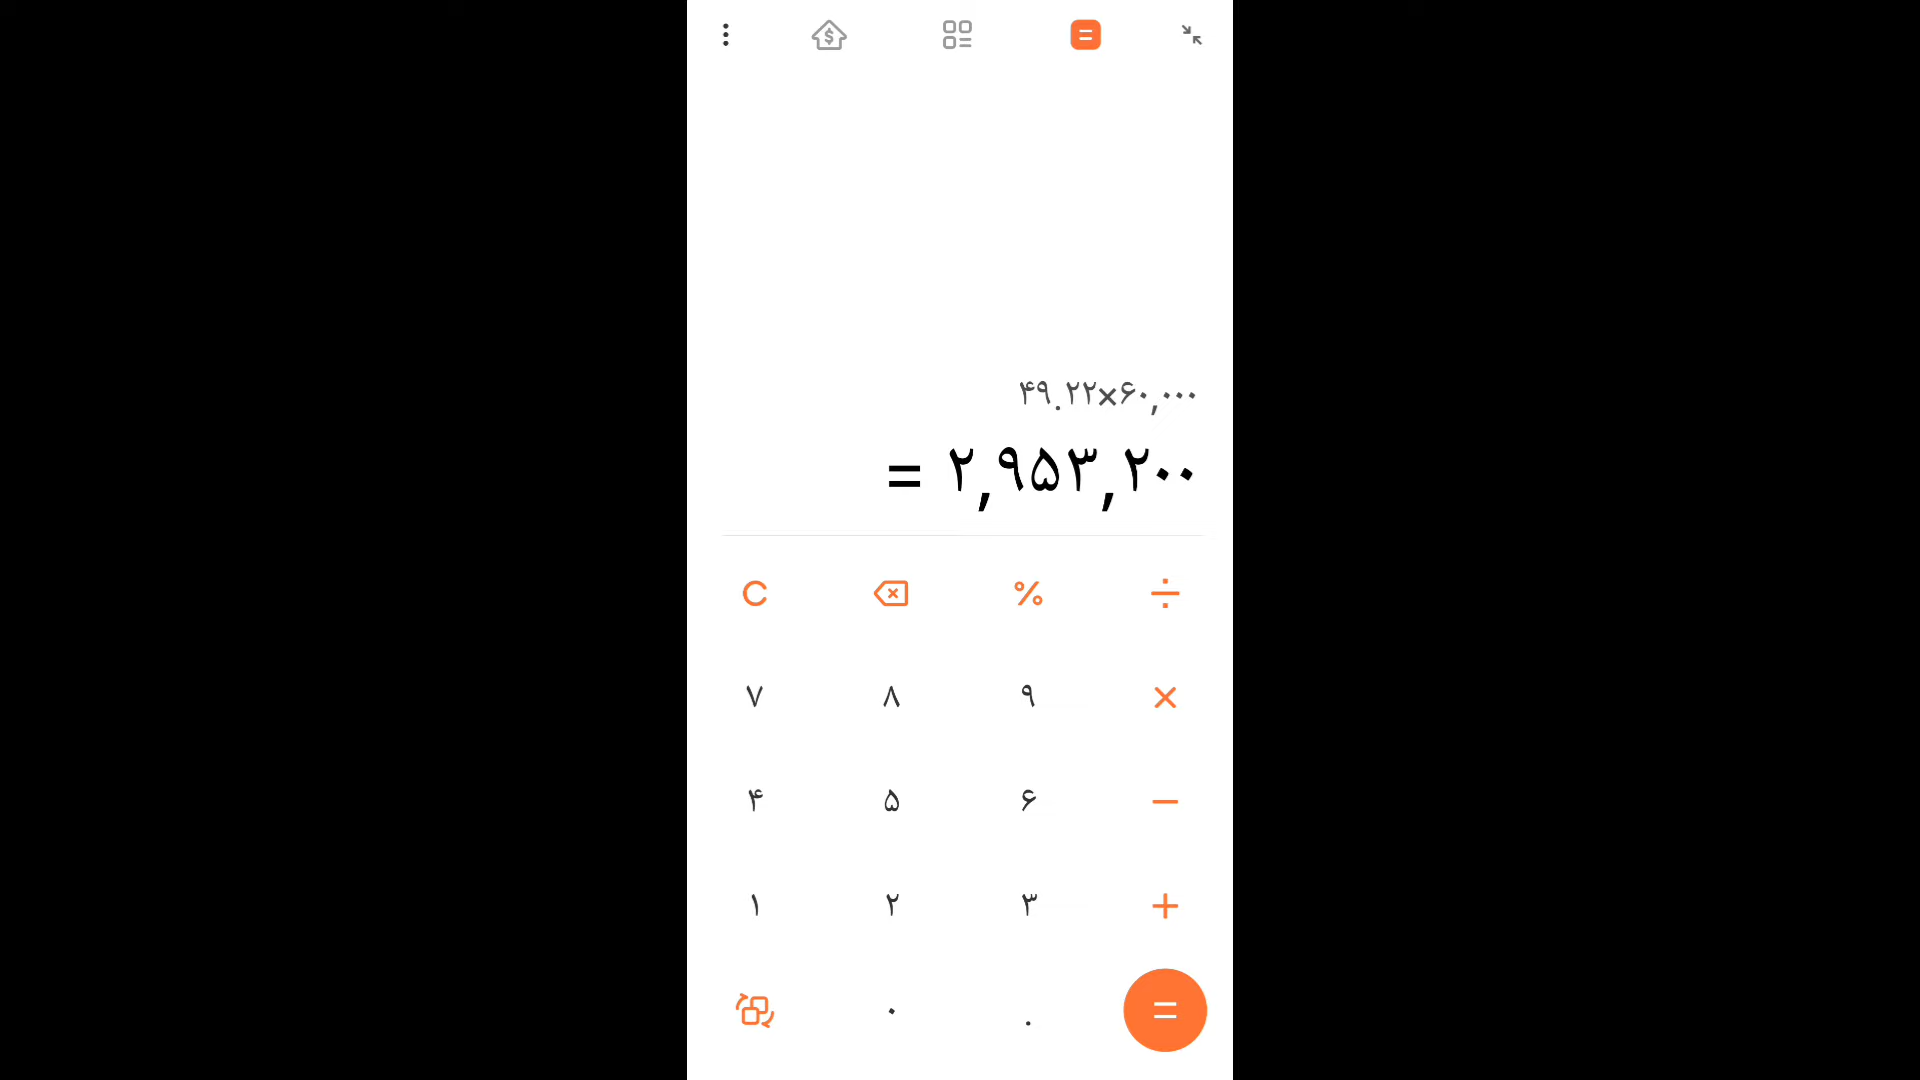 ۴۹.۲۲×۶۰,۰۰۰
= ۲,۹۵۳,۲۰۰
C % ÷
۷ ۸ ۹ ×
۴ ۵ ۶ −
۱ ۲ ۳ +
۰ . =